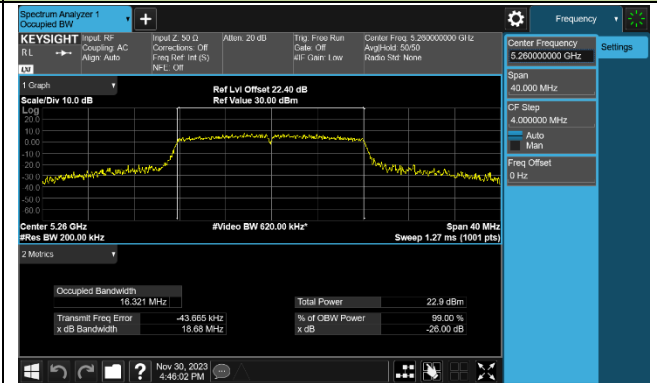 Spectrum Analyzer 1
Occupied BW
+
Frequency
KEYSIGHT
RL
LXI
Input: RF
Coupling: AC
Align: Auto
Input Z: 50 Ω
Corrections: Off
Freq Ref: Int (S)
NFE: Off
Atten: 20 dB
Trig: Free Run
Gate: Off
#IF Gain: Low
Center Freq: 5.260000000 GHz
Avg|Hold: 50/50
Radio Std: None
Center Frequency
5.260000000 GHz
Settings
Span
40.000 MHz
CF Step
4.000000 MHz
Auto
Man
Freq Offset
0 Hz
1 Graph
Scale/Div 10.0 dB
Ref Lvl Offset 22.40 dB
Ref Value 30.00 dBm
Log
20.0
10.0
0.00
-10.0
-20.0
-30.0
-40.0
-50.0
-60.0
Center 5.26 GHz
#Video BW 620.00 kHz*
Span 40 MHz
#Res BW 200.00 kHz
Sweep 1.27 ms (1001 pts)
2 Metrics
Occupied Bandwidth
16.321 MHz
Total Power
22.9 dBm
Transmit Freq Error
-43.665 kHz
% of OBW Power
99.00 %
x dB Bandwidth
18.68 MHz
x dB
-26.00 dB
?
Nov 30, 2023
4:46:02 PM